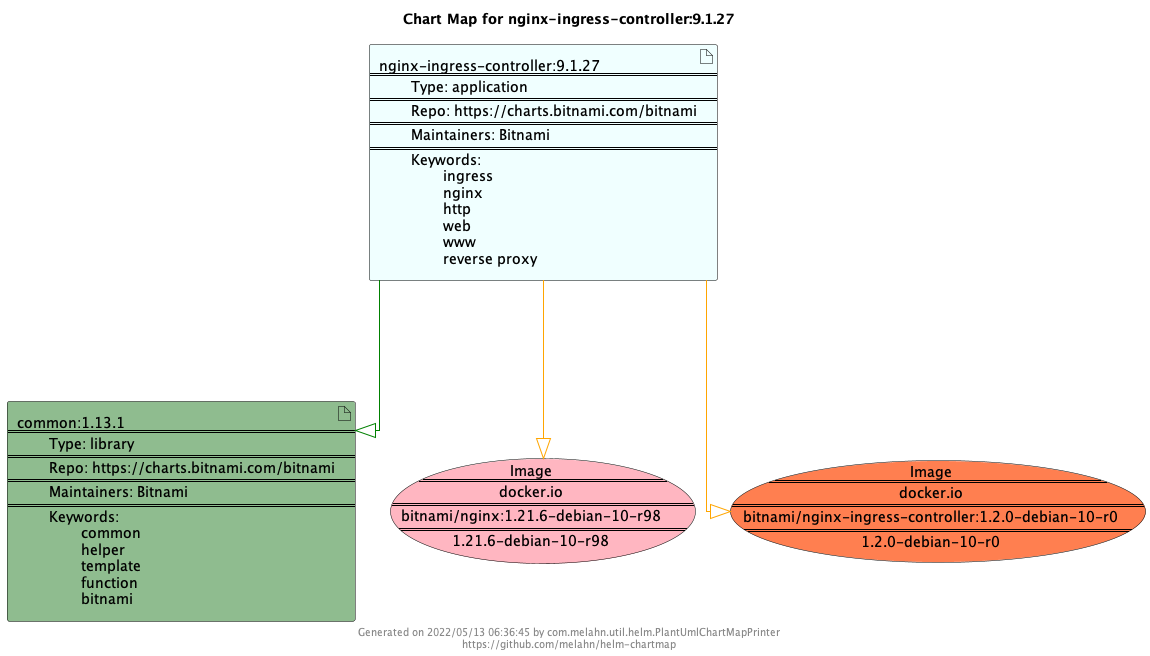 Chart Map for nginx-ingress-controller:9.1.27
nginx-ingress-controller:9.1.27
Type: application
Repo: https://charts.bitnami.com/bitnami
Maintainers: Bitnami
Keywords:
ingress
nginx
http
web
www
reverse proxy
common:1.13.1
Type: library
Repo: https://charts.bitnami.com/bitnami
Maintainers: Bitnami
Keywords:
common
helper
template
function
bitnami
Image
docker.io
bitnami/nginx:1.21.6-debian-10-r98
1.21.6-debian-10-r98
Image
docker.io
bitnami/nginx-ingress-controller:1.2.0-debian-10-r0
1.2.0-debian-10-r0
Generated on 2022/05/13 06:36:45 by com.melahn.util.helm.PlantUmlChartMapPrinter
https://github.com/melahn/helm-chartmap